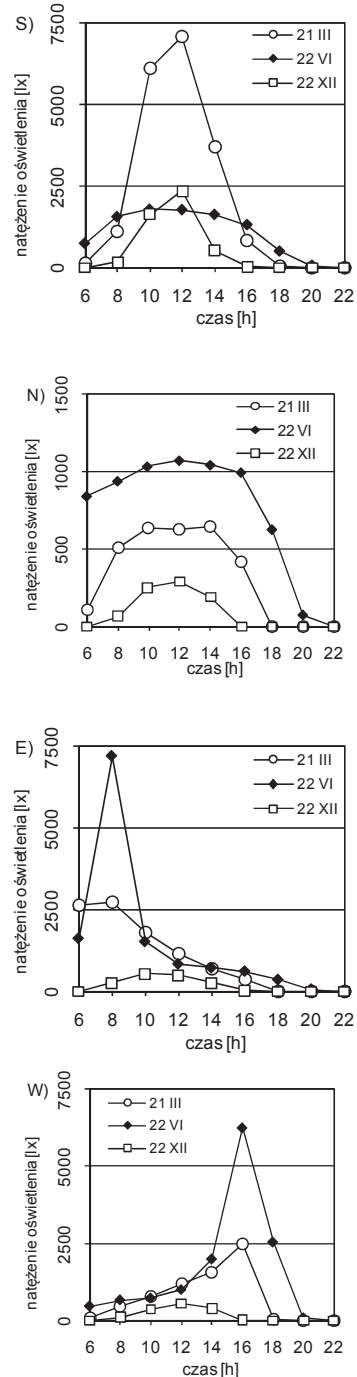 S)
7500
5000
2500
0
natężenie oświetlenia [lx]
21 III
22 VI
22 XII
6 8 10 12 14 16 18 20 22
czas [h]
N)
1500
1000
500
0
natężenie oświetlenia [lx]
21 III
22 VI
22 XII
6 8 10 12 14 16 18 20 22
czas [h]
E)
7500
5000
2500
0
natężenie oświetlenia [lx]
21 III
22 VI
22 XII
6 8 10 12 14 16 18 20 22
czas [h]
W)
7500
5000
2500
0
natężenie oświetlenia [lx]
21 III
22 VI
22 XII
6 8 10 12 14 16 18 20 22
czas [h]